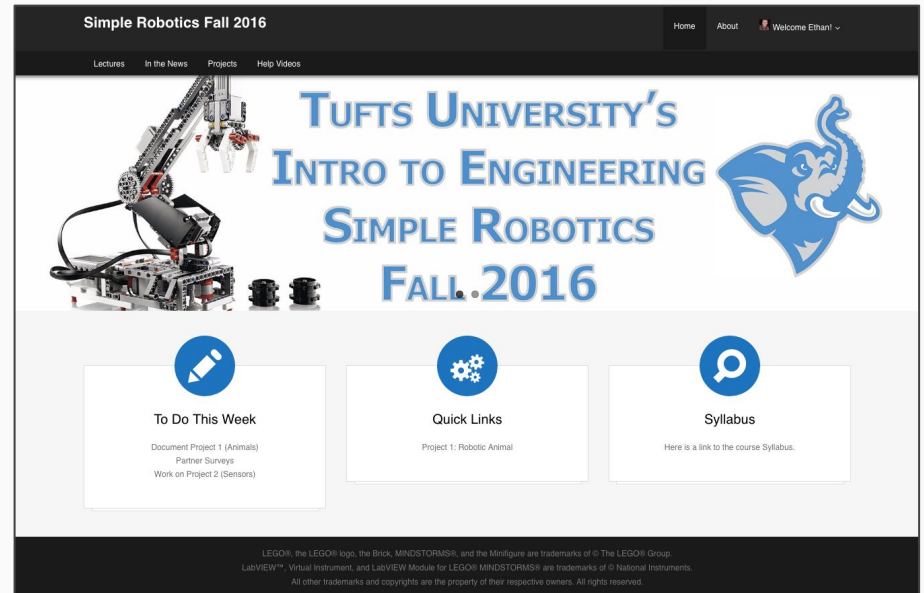 Simple Robotics Fall 2016
Home About Welcome Ethan!
Lectures In the News Projects Help Videos
TUFTS UNIVERSITY'S
INTRO TO ENGINEERING
SIMPLE ROBOTICS
FALL 2016
To Do This Week
Document Project 1 (Animals)
Partner Surveys
Work on Project 2 (Sensors)
Quick Links
Project 1: Robotic Animal
Syllabus
Here is a link to the course Syllabus.
LEGO®, the LEGO® logo, the Brick, MINDSTORMS®, and the Minifigure are trademarks of © The LEGO® Group.
LabVIEW™, Virtual Instrument, and LabVIEW Module for LEGO® MINDSTORMS® are trademarks of © National Instruments.
All other trademarks and copyrights are the property of their respective owners. All rights reserved.